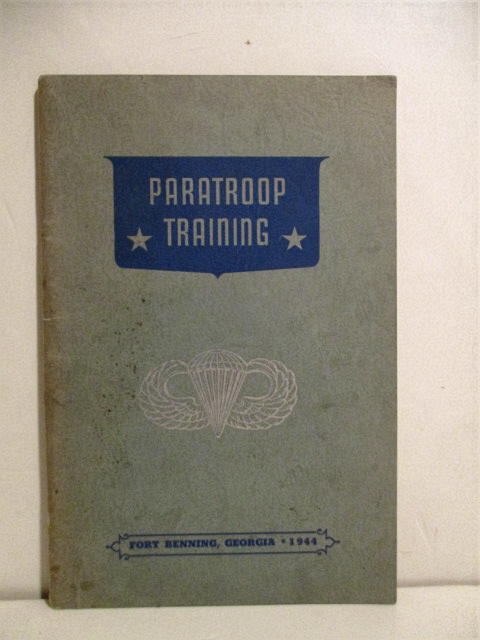 PARATROOP
TRAINING
FORT BENNING, GEORGIA * 1944